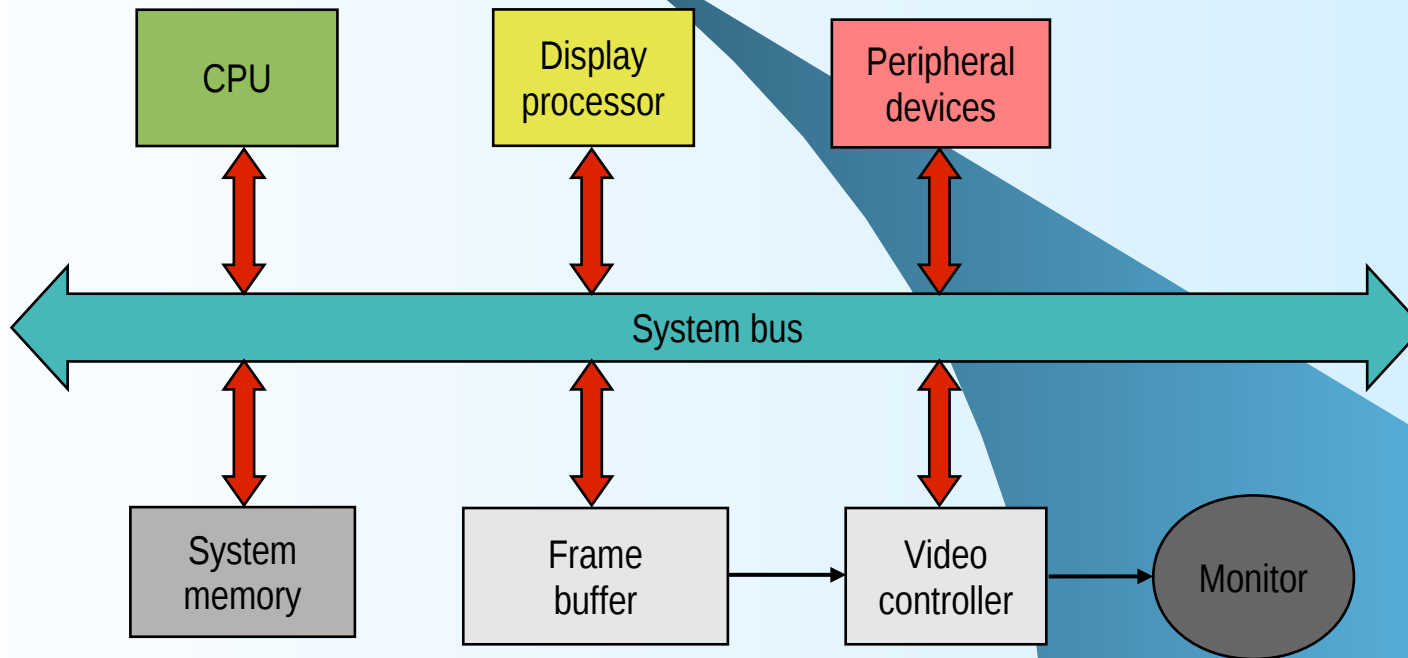 CPU
Display
processor
Peripheral
devices
System bus
System
memory
Frame
buffer
Video
controller
Monitor